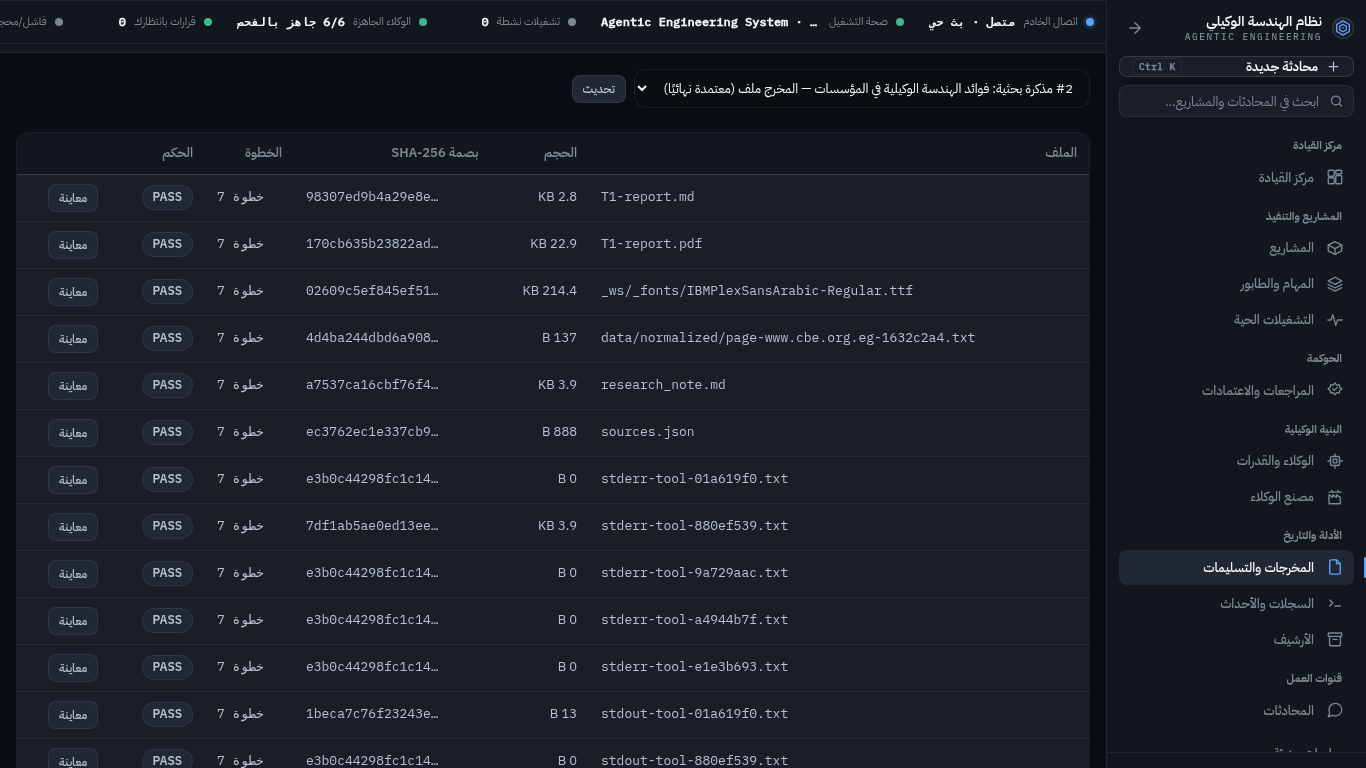 نظام الهندسة الوكيلي
AGENTIC ENGINEERING
محادثة جديدة
Ctrl K
ابحث في المحادثات والمشاريع...
مركز القيادة
مركز القيادة
المشاريع والتنفيذ
المشاريع
المهام والطابور
التشغيلات الحية
الحوكمة
المراجعات والاعتمادات
البنية الوكيلية
الوكلاء والقدرات
مصنع الوكلاء
الأدلة والتاريخ
المخرجات والتسليمات
السجلات والأحداث
الأرشيف
قنوات العمل
المحادثات
اتصال الخادم متصل · بث حي صحة التشغيل Agentic Engineering System · … تشغيلات نشطة 0 الوكلاء الجاهزة 6/6 جاهز بالفحص قرارات بانتظارك 0 فاشل/محج
#2 مذكرة بحثية: فوائد الهندسة الوكيلية في المؤسسات — المخرج ملف (معتمدة نهائيًا) تحديث
الملف الحجم بصمة SHA-256 الخطوة الحكم
T1-report.md 2.8 KB 98307ed9b4a29e8e… خطوة 7 PASS معاينة
T1-report.pdf 22.9 KB 170cb635b23822ad… خطوة 7 PASS معاينة
_ws/_fonts/IBMPlexSansArabic-Regular.ttf 214.4 KB 02609c5ef845ef51… خطوة 7 PASS معاينة
data/normalized/page-www.cbe.org.eg-1632c2a4.txt 137 B 4d4ba244dbd6a908… خطوة 7 PASS معاينة
research_note.md 3.9 KB a7537ca16cbf76f4… خطوة 7 PASS معاينة
sources.json 888 B ec3762ec1e337cb9… خطوة 7 PASS معاينة
stderr-tool-01a619f0.txt 0 B e3b0c44298fc1c14… خطوة 7 PASS معاينة
stderr-tool-880ef539.txt 3.9 KB 7df1ab5ae0ed13ee… خطوة 7 PASS معاينة
stderr-tool-9a729aac.txt 0 B e3b0c44298fc1c14… خطوة 7 PASS معاينة
stderr-tool-a4944b7f.txt 0 B e3b0c44298fc1c14… خطوة 7 PASS معاينة
stderr-tool-e1e3b693.txt 0 B e3b0c44298fc1c14… خطوة 7 PASS معاينة
stdout-tool-01a619f0.txt 13 B 1beca7c76f23243e… خطوة 7 PASS معاينة
stdout-tool-880ef539.txt 0 B e3b0c44298fc1c14… خطوة 7 PASS معاينة